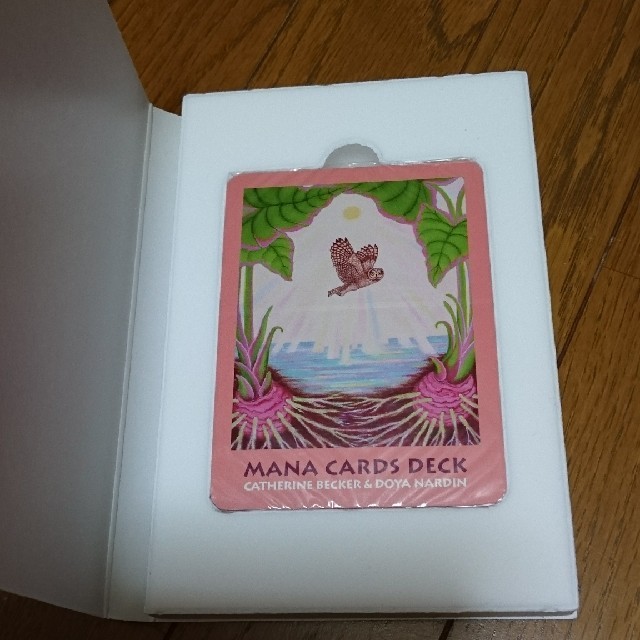 MANA CARDS DECK
CATHERINE BECKER & DOYA NARDIN